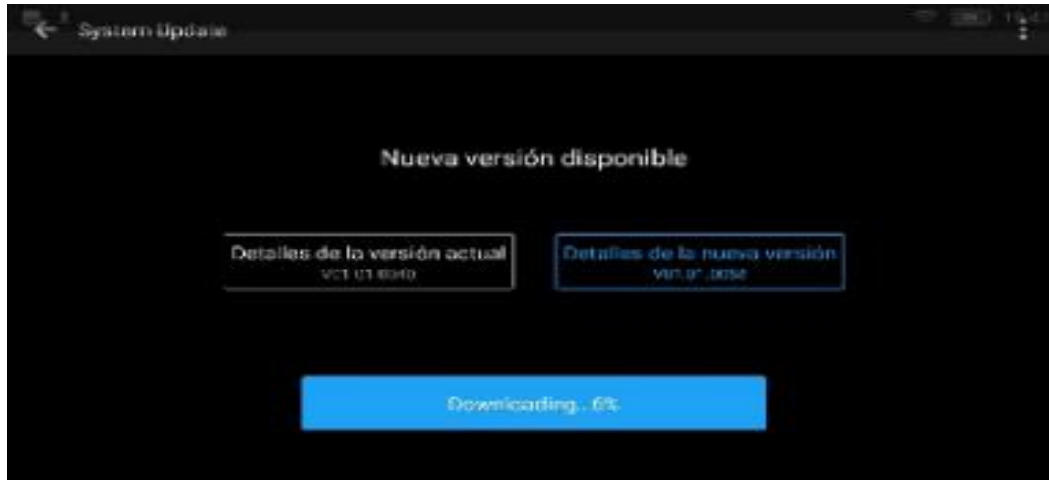 System Update
Nueva versión disponible
Detalles de la versión actual
Detalles de la nueva versión
Downloading.. 6%